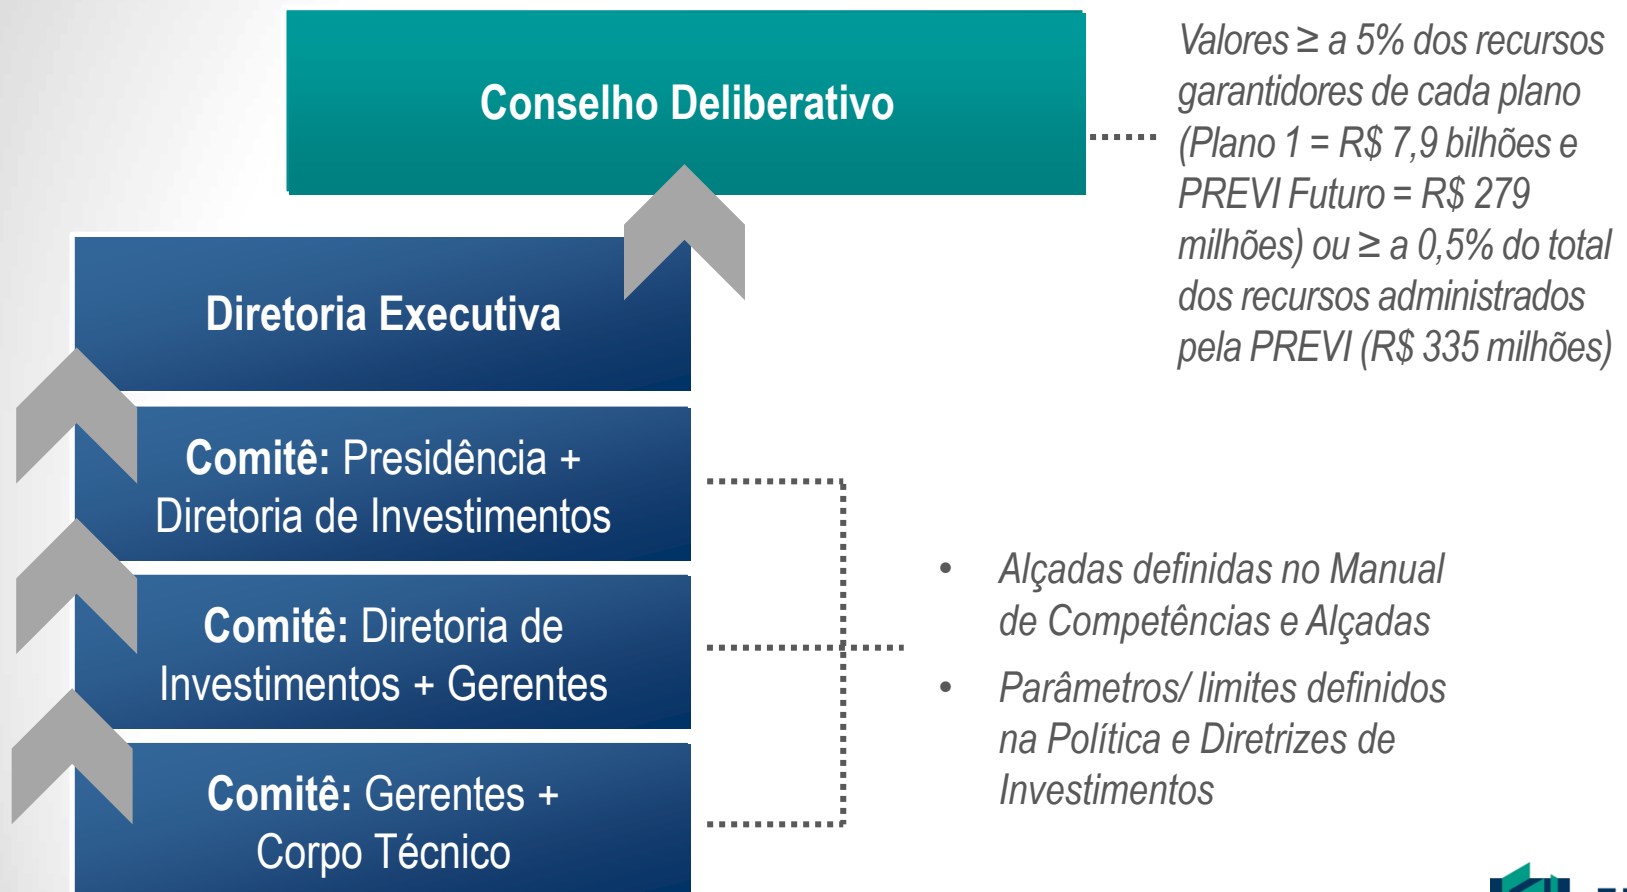 Conselho Deliberativo
Valores ≥ a 5% dos recursos
garantidores de cada plano
(Plano 1 = R$ 7,9 bilhões e
PREVI Futuro = R$ 279
milhões) ou ≥ a 0,5% do total
dos recursos administrados
pela PREVI (R$ 335 milhões)
Diretoria Executiva
Comitê: Presidência +
Diretoria de Investimentos
Comitê: Diretoria de
Investimentos + Gerentes
Comitê: Gerentes +
Corpo Técnico
• Alçadas definidas no Manual
de Competências e Alçadas
• Parâmetros/ limites definidos
na Política e Diretrizes de
Investimentos